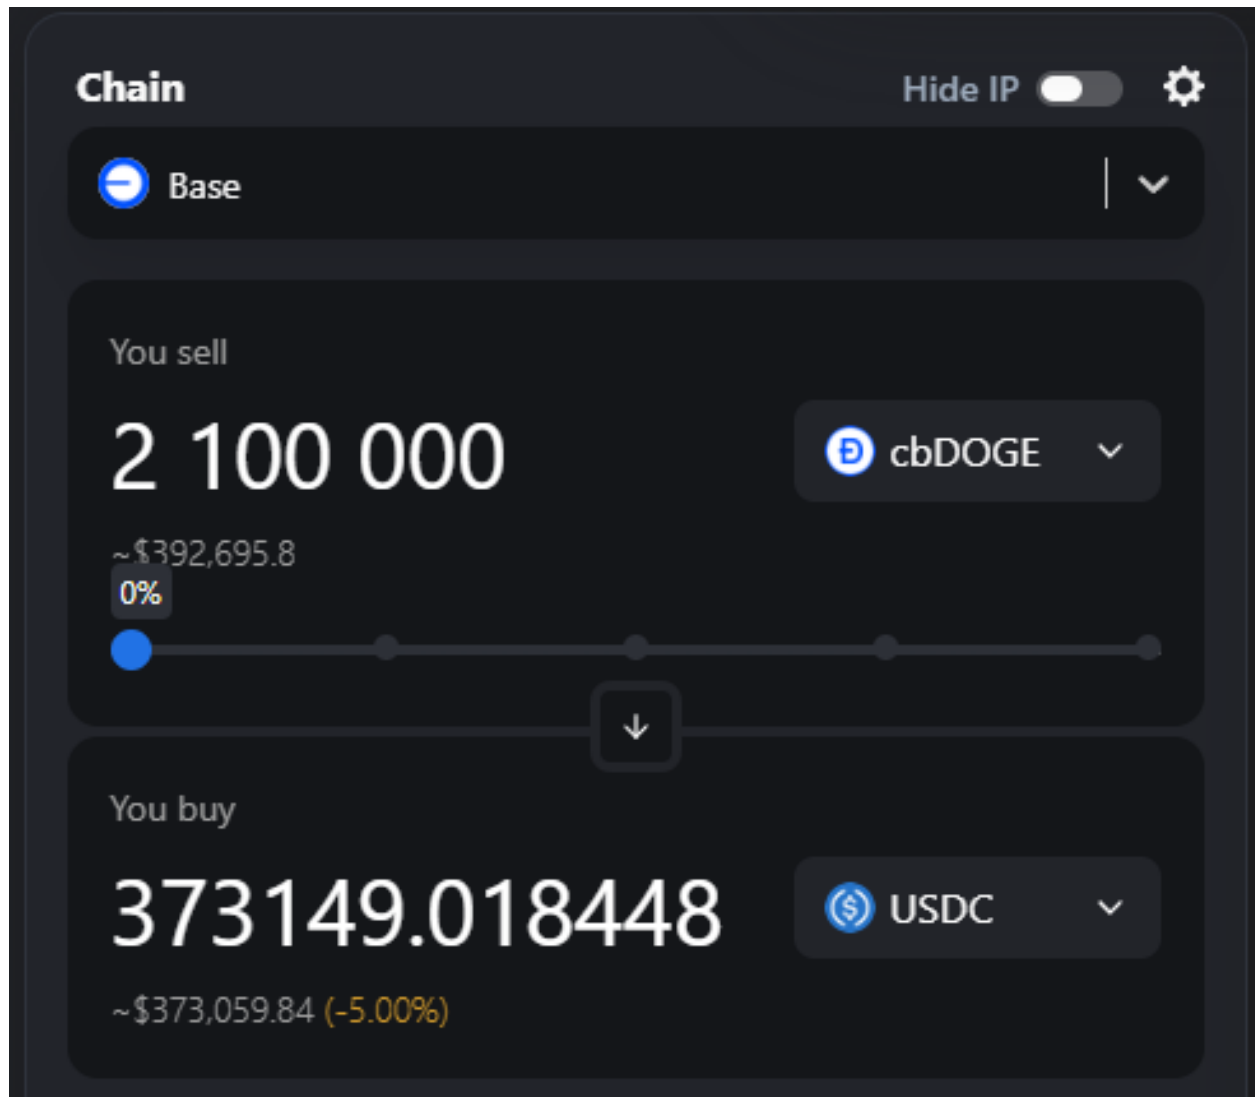 Chain
Hide IP
Base
You sell
2 100 000
cbDOGE
~$392,695.8
0%
You buy
373149.018448
USDC
~$373,059.84 (-5.00%)